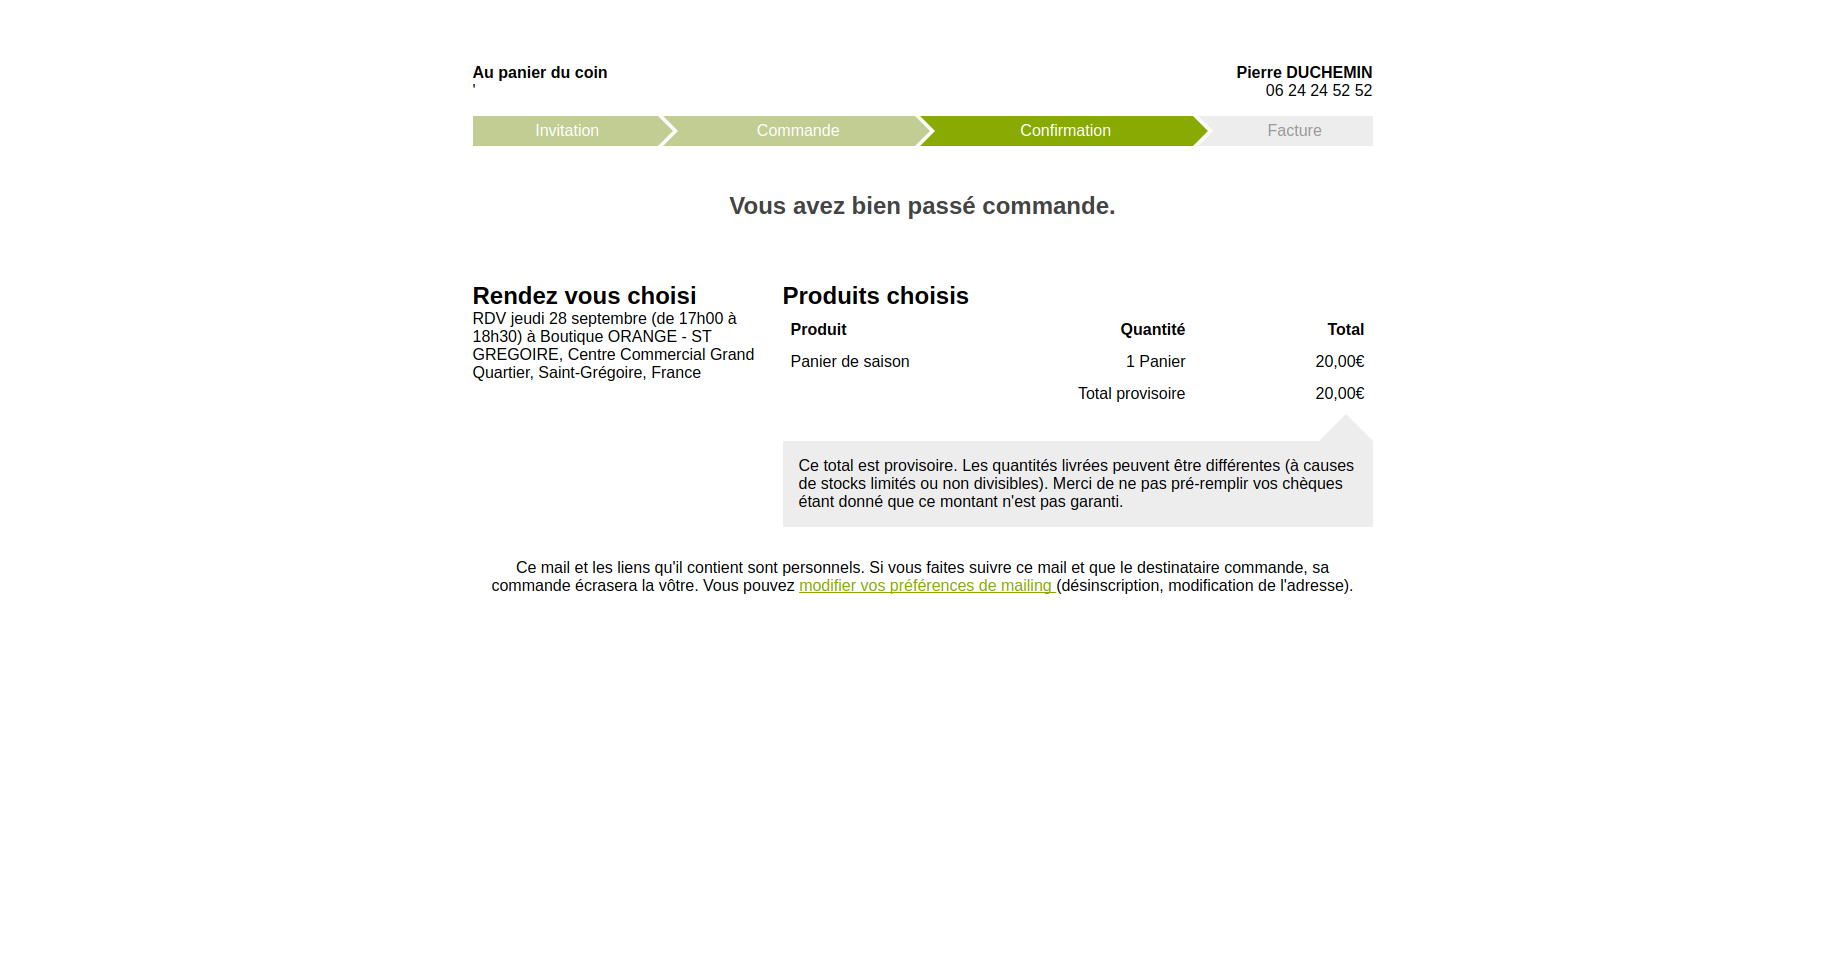 Au panier du coin
'
Pierre DUCHEMIN
06 24 24 52 52
Invitation
Commande
Confirmation
Facture
Vous avez bien passé commande.
Rendez vous choisi
RDV jeudi 28 septembre (de 17h00 à
18h30) à Boutique ORANGE - ST
GREGOIRE, Centre Commercial Grand
Quartier, Saint-Grégoire, France
Produits choisis
Produit Quantité Total
Panier de saison 1 Panier 20,00€
Total provisoire 20,00€
Ce total est provisoire. Les quantités livrées peuvent être différentes (à causes
de stocks limités ou non divisibles). Merci de ne pas pré-remplir vos chèques
étant donné que ce montant n'est pas garanti.
Ce mail et les liens qu'il contient sont personnels. Si vous faites suivre ce mail et que le destinataire commande, sa
commande écrasera la vôtre. Vous pouvez modifier vos préférences de mailing (désinscription, modification de l'adresse).